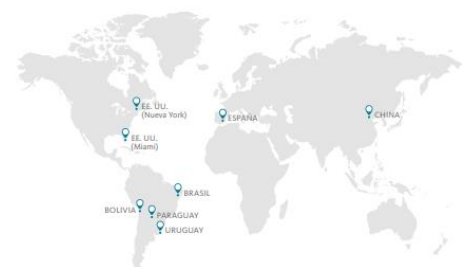 EE. UU.
(Nueva York)
ESPAÑA
CHINA
EE. UU.
(Miami)
BRASIL
BOLIVIA
PARAGUAY
URUGUAY